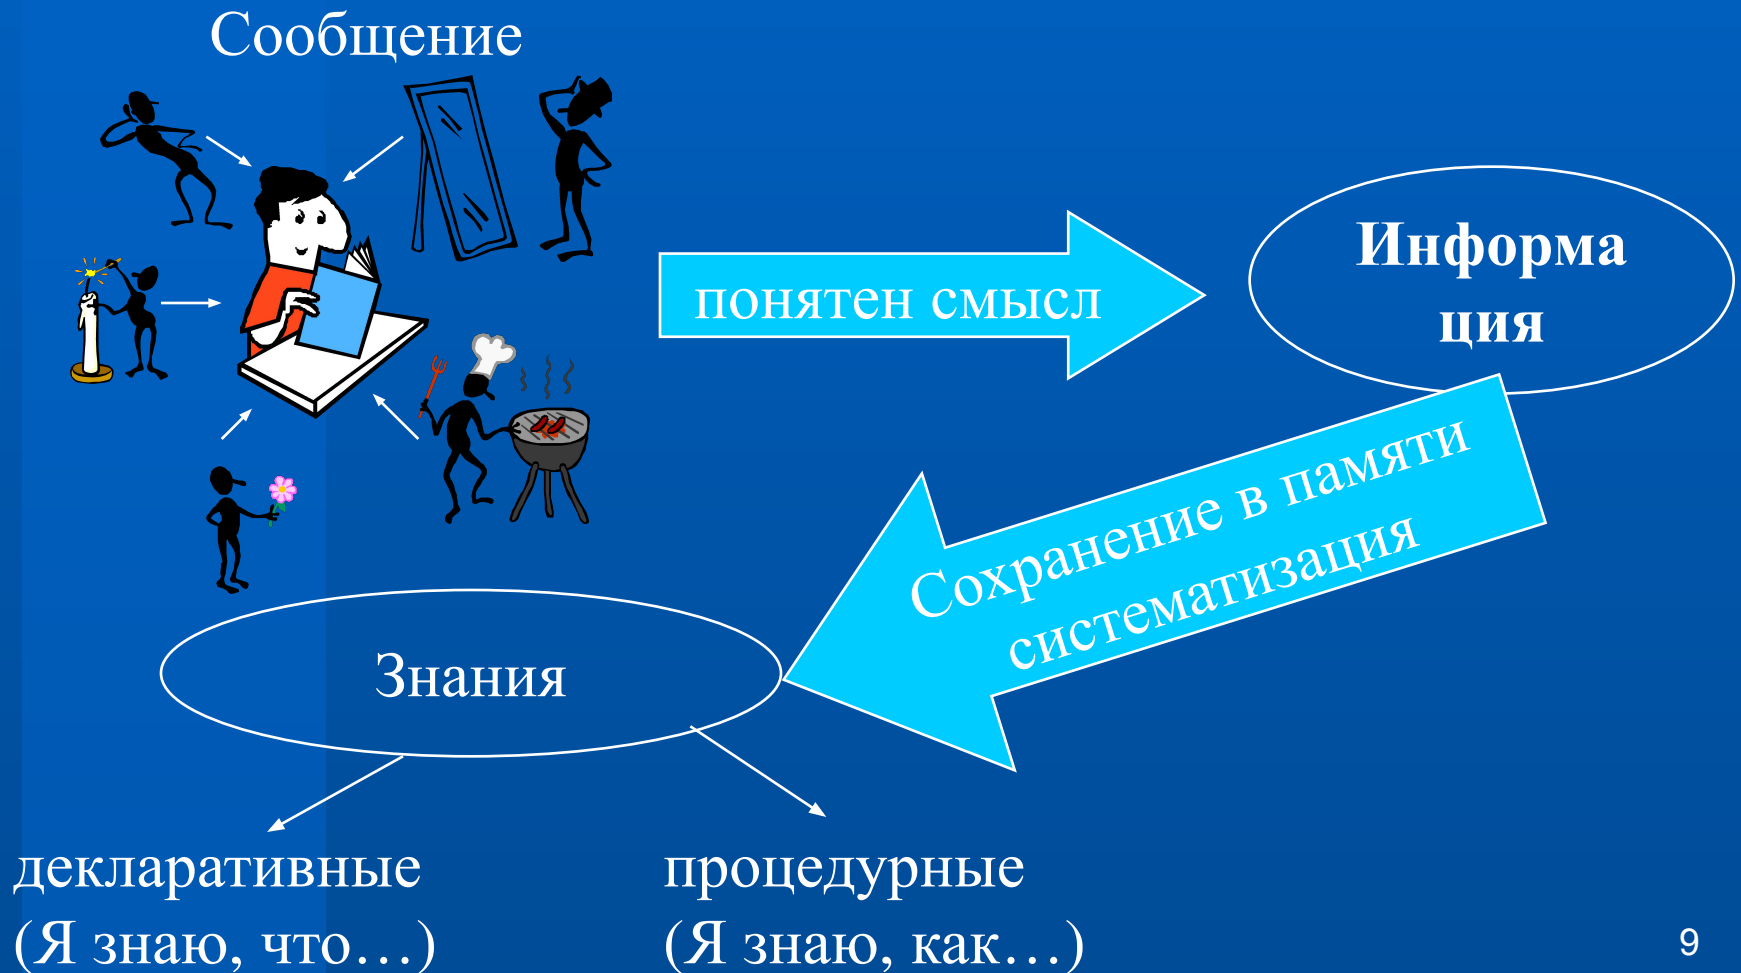 Сообщение
понятен смысл
Информа
ция
Сохранение в памяти
систематизация
Знания
декларативные
(Я знаю, что…)
процедурные
(Я знаю, как…)
9